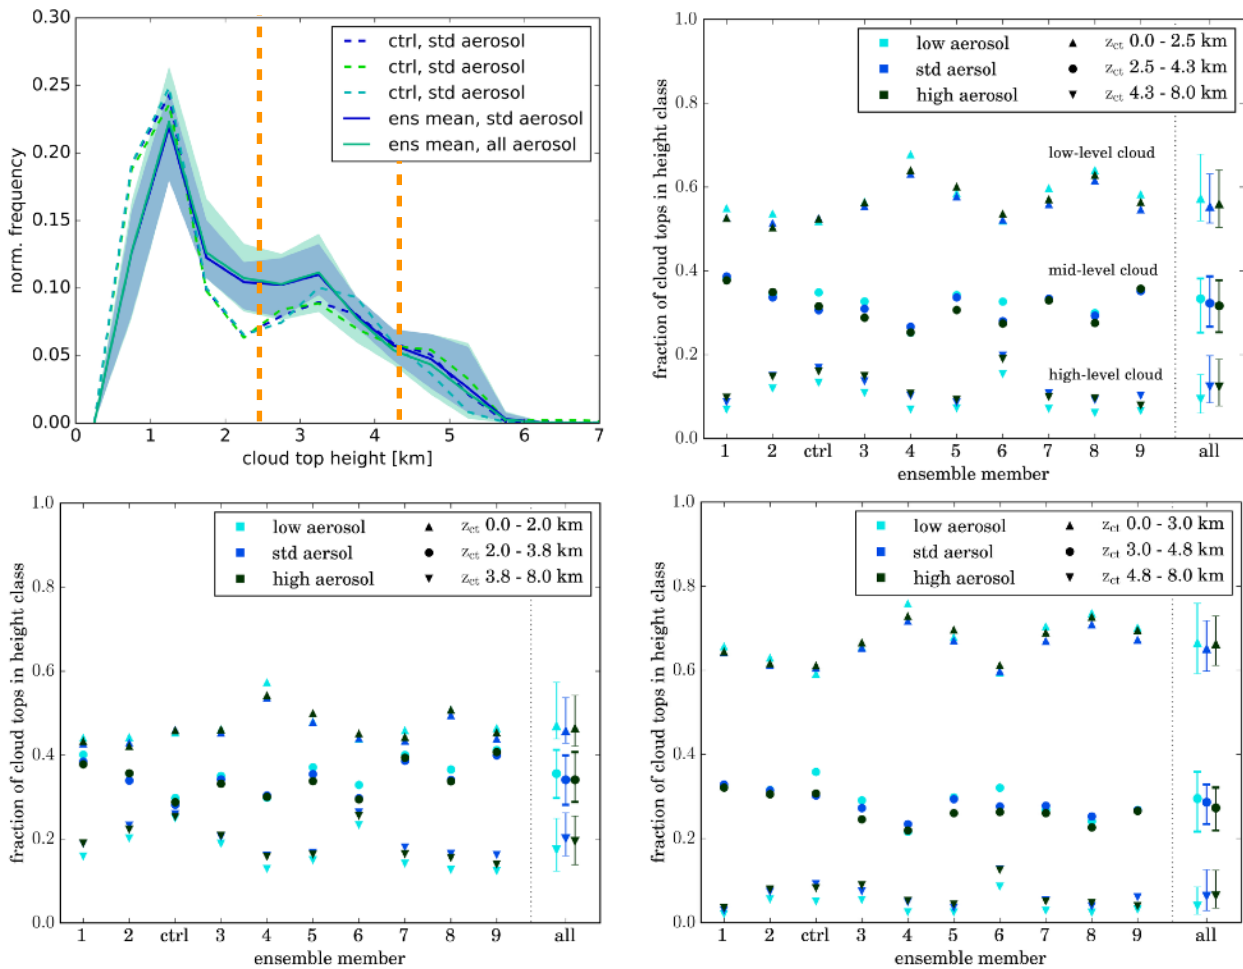 0.30
0.25
0.20
0.15
0.10
0.05
0.00
norm. frequency
ctrl, std aerosol
ctrl, std aerosol
ctrl, std aerosol
ens mean, std aerosol
ens mean, all aerosol
0 1 2 3 4 5 6 7
cloud top height [km]
1.0
0.8
0.6
0.4
0.2
0.0
fraction of cloud tops in height class
low aerosol
std aersol
high aerosol
zct 0.0 - 2.5 km
zct 2.5 - 4.3 km
zct 4.3 - 8.0 km
low-level cloud
mid-level cloud
high-level cloud
1 2 ctrl 3 4 5 6 7 8 9 all
ensemble member
1.0
0.8
0.6
0.4
0.2
0.0
fraction of cloud tops in height class
low aerosol
std aersol
high aerosol
zct 0.0 - 2.0 km
zct 2.0 - 3.8 km
zct 3.8 - 8.0 km
1 2 ctrl 3 4 5 6 7 8 9 all
ensemble member
1.0
0.8
0.6
0.4
0.2
0.0
fraction of cloud tops in height class
low aerosol
std aersol
high aerosol
zct 0.0 - 3.0 km
zct 3.0 - 4.8 km
zct 4.8 - 8.0 km
1 2 ctrl 3 4 5 6 7 8 9 all
ensemble member